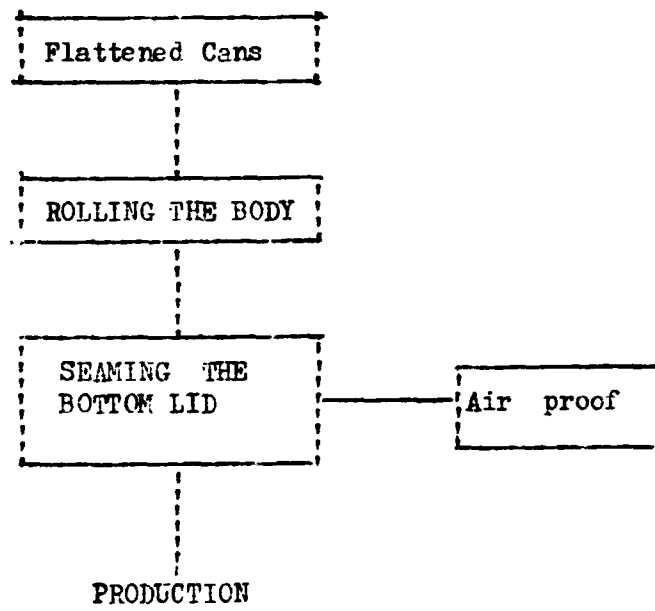 Flattened Cans
ROLLING THE BODY
SEAMING THE
BOTTOM LID
Air proof
PRODUCTION